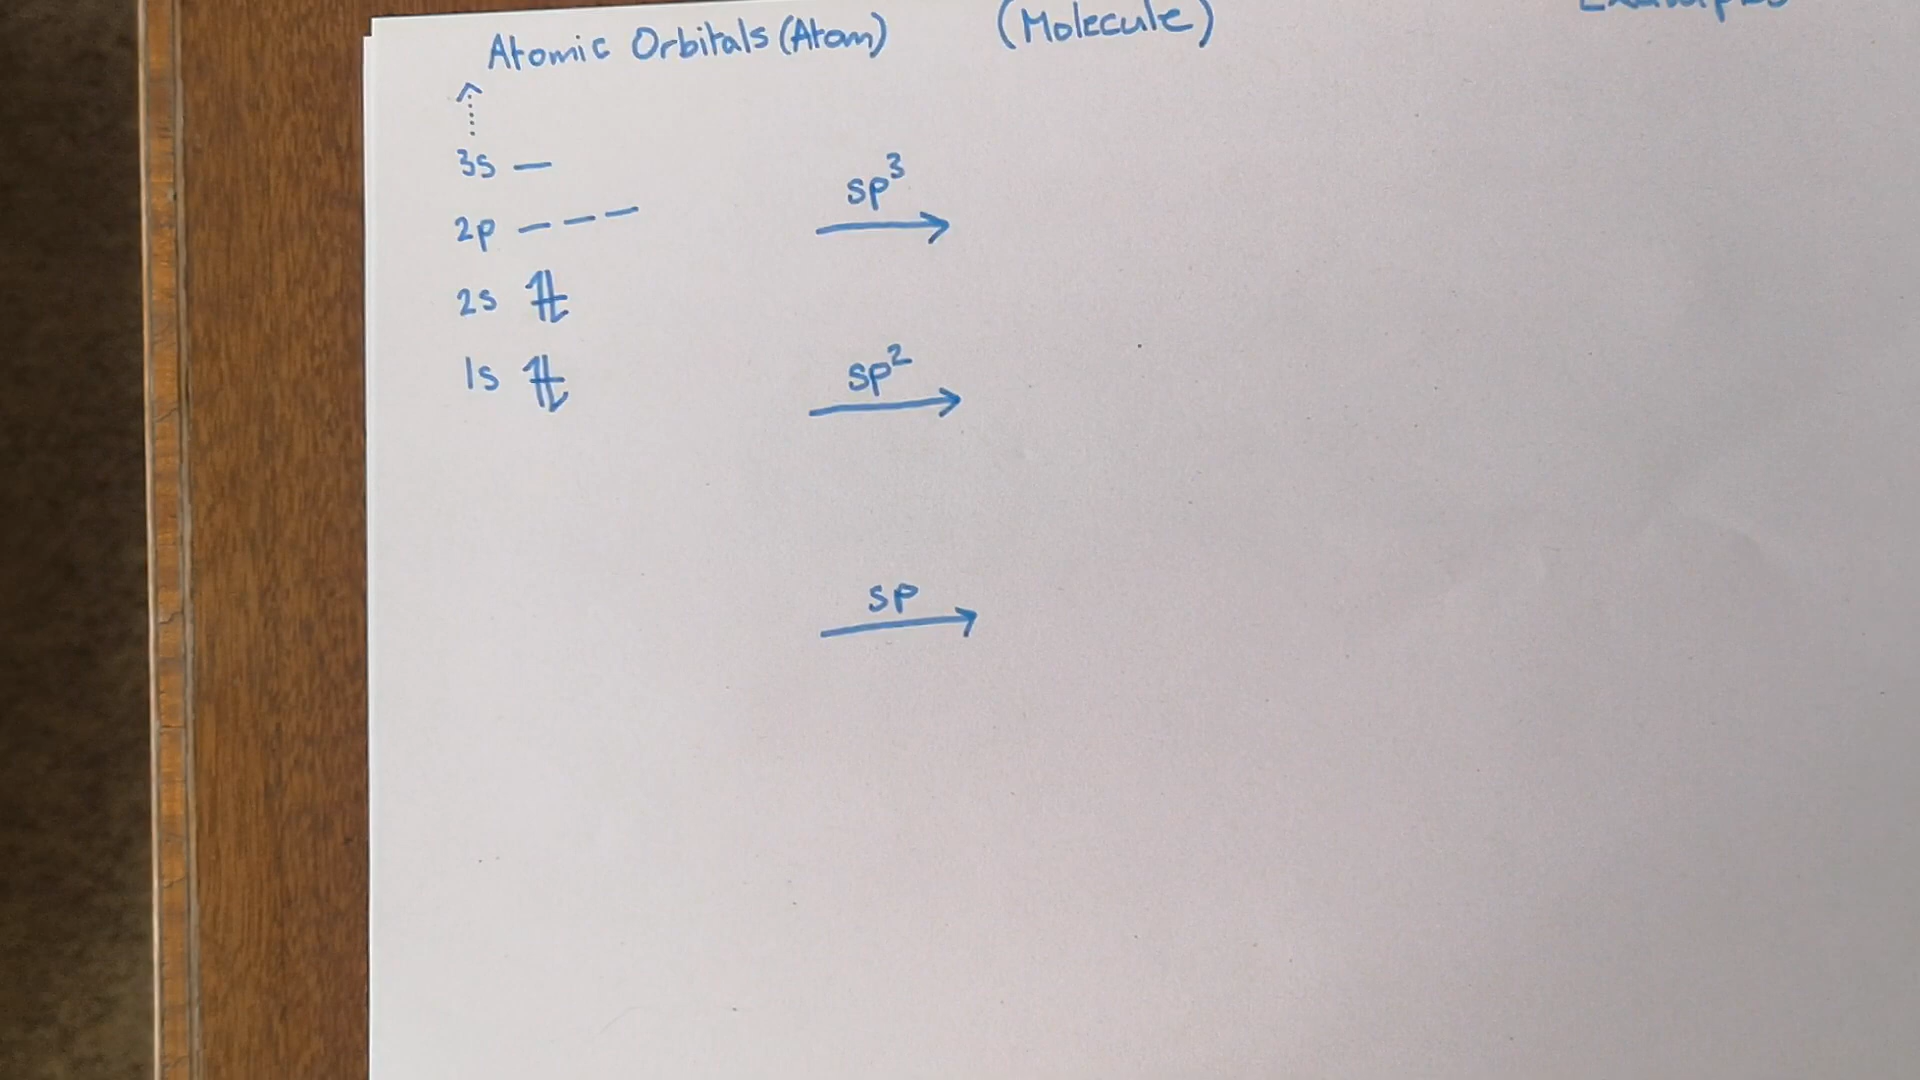 Atomic Orbitals (Atom) (Molecule)
3s
2p
2s
1s
sp³
sp²
sp